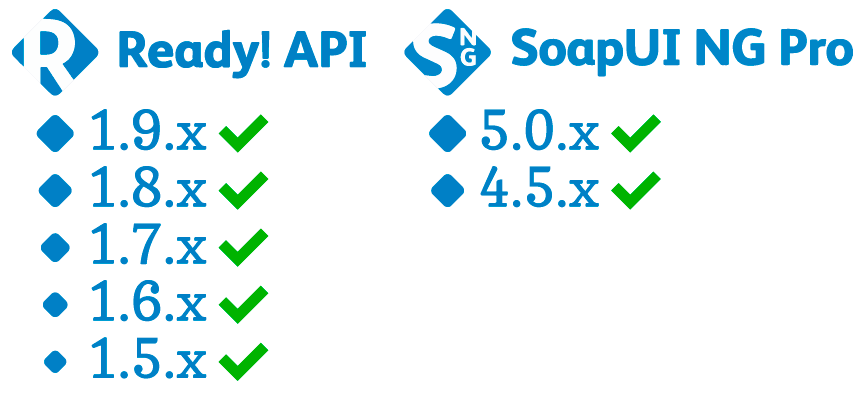 R Ready! API
1.9.x
1.8.x
1.7.x
1.6.x
1.5.x
S NG SoapUI NG Pro
5.0.x
4.5.x